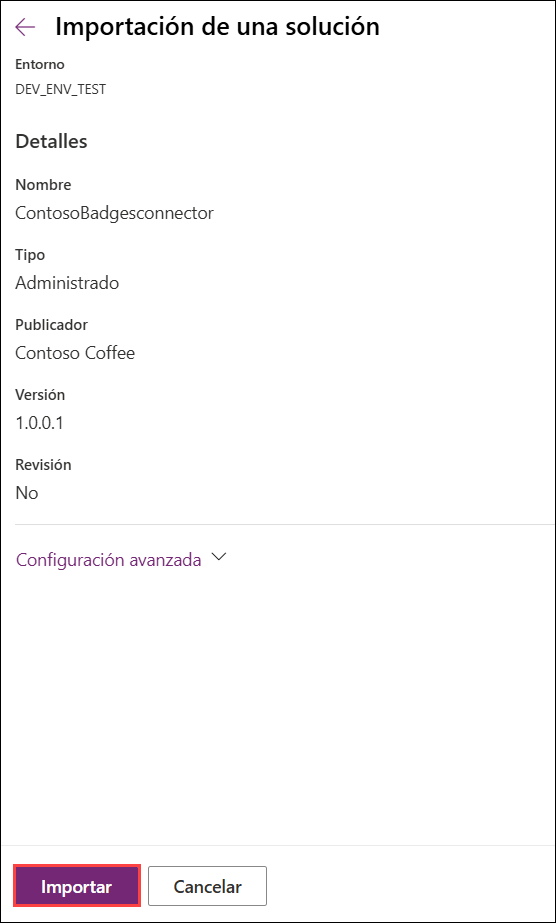 Importación de una solución
Entorno
DEV_ENV_TEST
Detalles
Nombre
ContosoBadgesconnector
Tipo
Administrado
Publicador
Contoso Coffee
Versión
1.0.0.1
Revisión
No
Configuración avanzada
Importar
Cancelar